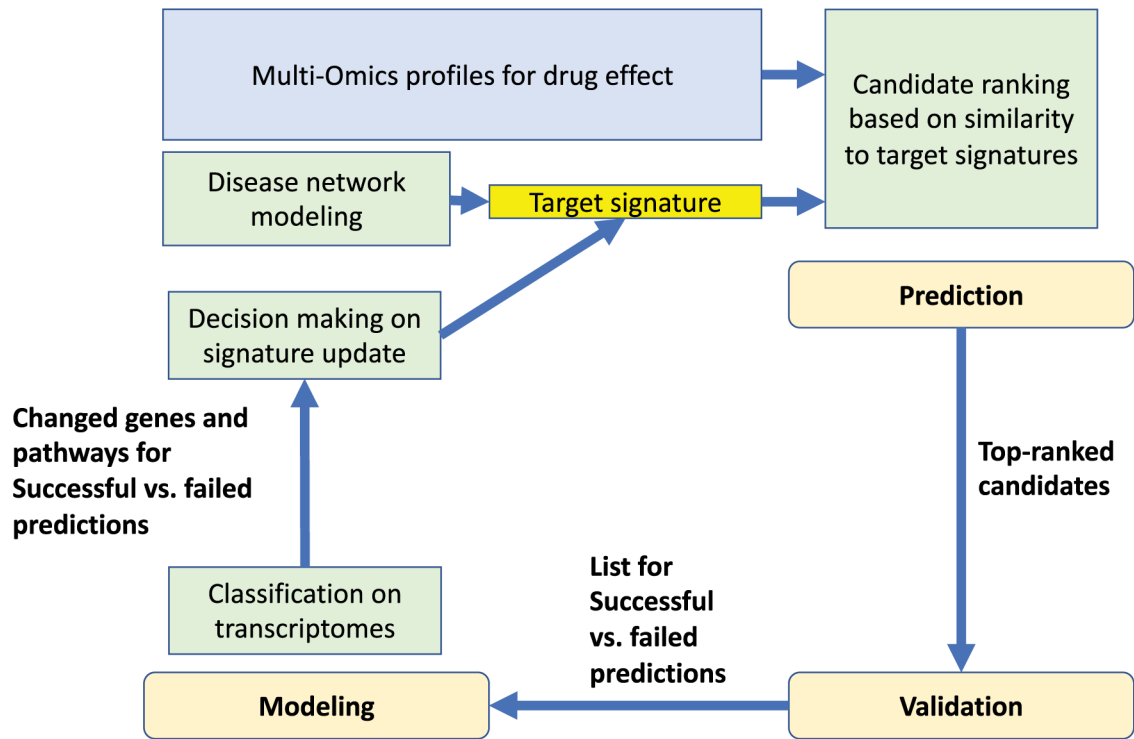 Multi-Omics profiles for drug effect
Candidate ranking
based on similarity
to target signatures
Disease network
modeling
Target signature
Prediction
Decision making on
signature update
Changed genes and
pathways for
Successful vs. failed
predictions
Top-ranked
candidates
Classification on
transcriptomes
List for
Successful
vs. failed
predictions
Modeling
Validation